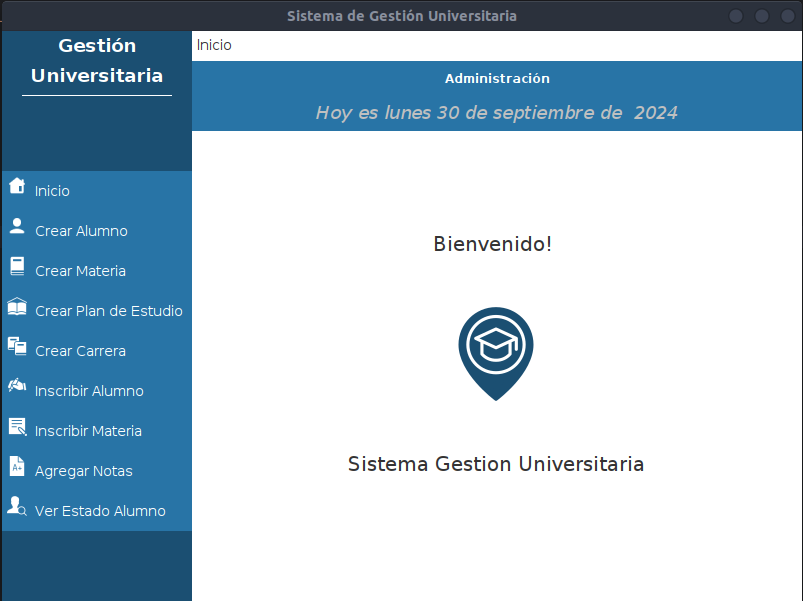 Sistema de Gestión Universitaria
Gestión
Universitaria
Inicio
Crear Alumno
Crear Materia
Crear Plan de Estudio
Crear Carrera
Inscribir Alumno
Inscribir Materia
A+
Agregar Notas
Ver Estado Alumno
Inicio
Administración
Hoy es lunes 30 de septiembre de  2024
Bienvenido!
Sistema Gestion Universitaria